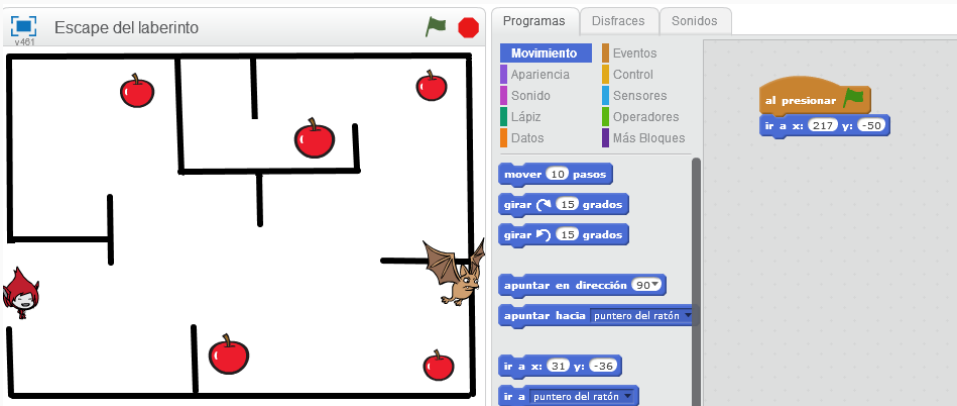 v461
Escape del laberinto
Programas Disfraces Sonidos
Movimiento Eventos
Apariencia Control
Sonido Sensores
Lápiz Operadores
Datos Más Bloques
mover 10 pasos
girar 15 grados
girar 15 grados
apuntar en dirección 90
apuntar hacia puntero del ratón
ir a x: 31 y: -36
ir a puntero del ratón
al presionar
ir a x: 217 y: -50